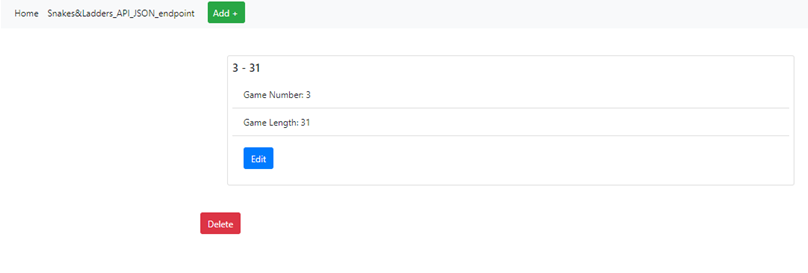 Home Snakes&Ladders_API_JSON_endpoint Add +
3 - 31
Game Number: 3
Game Length: 31
Edit
Delete